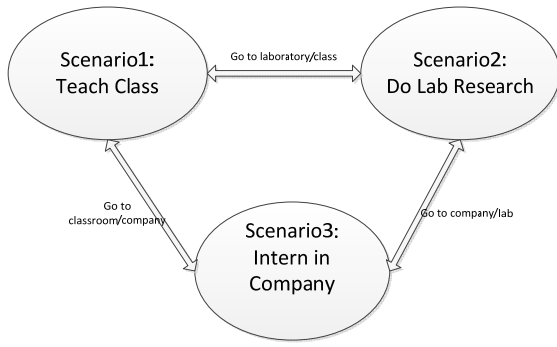 Scenario1:
Teach Class
Go to laboratory/class
Scenario2:
Do Lab Research
Go to
classroom/company
Go to company/lab
Scenario3:
Intern in
Company